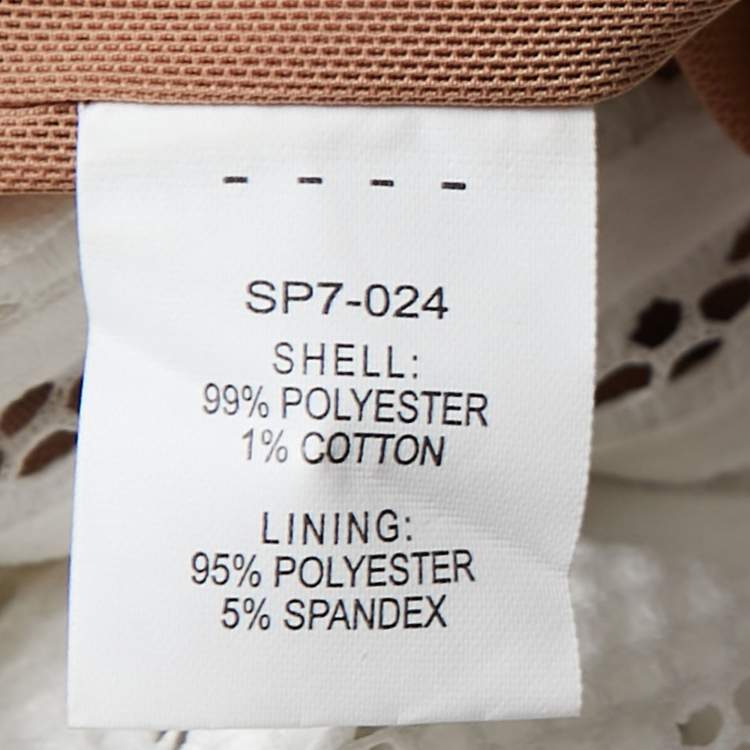 - - - -
SP7-024
SHELL:
99% POLYESTER
1% COTTON
LINING:
95% POLYESTER
5% SPANDEX